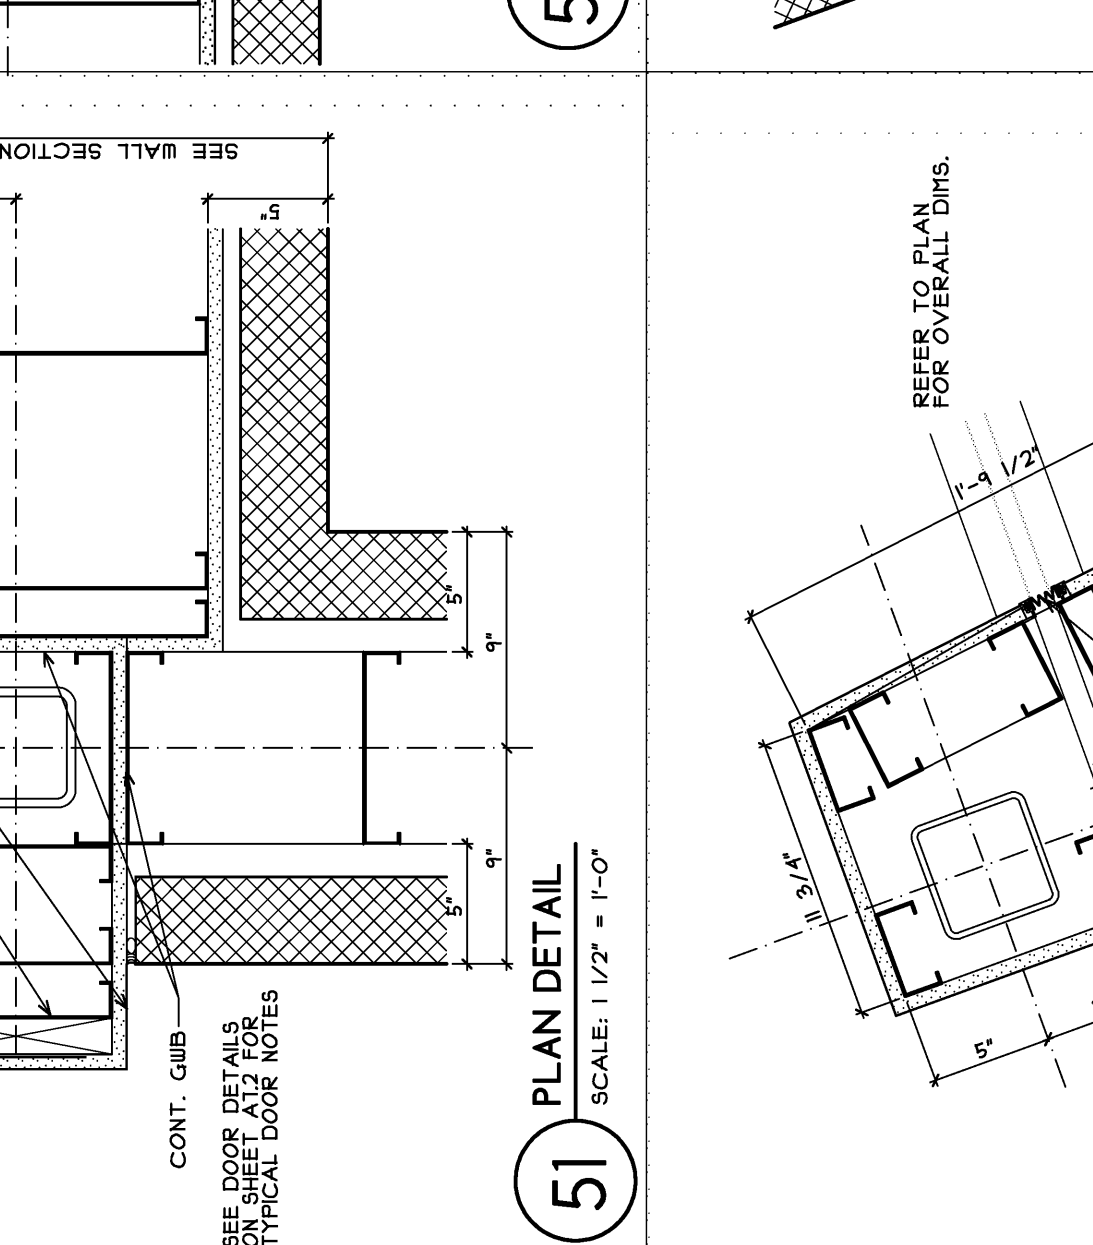 5
SEE WALL SECTION
5"
5"
9"
9"
5"
CONT. GWB
SEE DOOR DETAILS
ON SHEET A7.2 FOR
TYPICAL DOOR NOTES
51
PLAN DETAIL
SCALE: 1 1/2" = 1'-0"
REFER TO PLAN
FOR OVERALL DIMS.
1'-9 1/2"
11 3/4"
5"